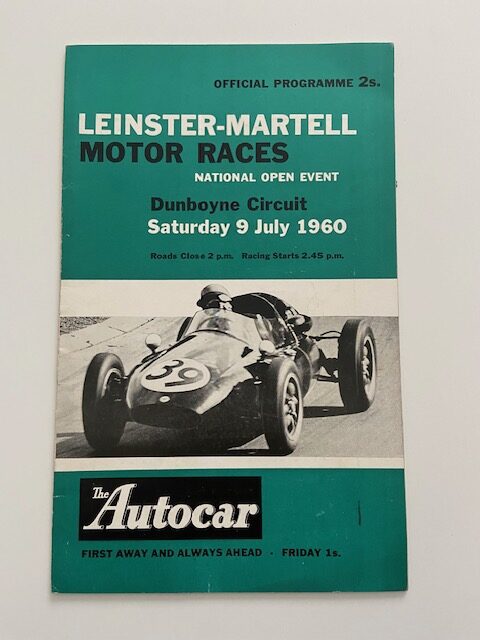 OFFICIAL PROGRAMME 2s.
LEINSTER-MARTELL
MOTOR RACES
NATIONAL OPEN EVENT
Dunboyne Circuit
Saturday 9 July 1960
Roads Close 2 p.m. Racing Starts 2.45 p.m.
39
The Autocar
FIRST AWAY AND ALWAYS AHEAD · FRIDAY 1s.